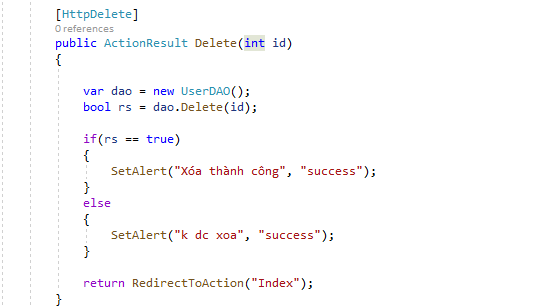 [HttpDelete]
0 references
public ActionResult Delete(int id)
{
var dao = new UserDAO();
bool rs = dao.Delete(id);
if(rs == true)
{
SetAlert("Xóa thành công", "success");
}
else
{
SetAlert("k dc xoa", "success");
}
return RedirectToAction("Index");
}